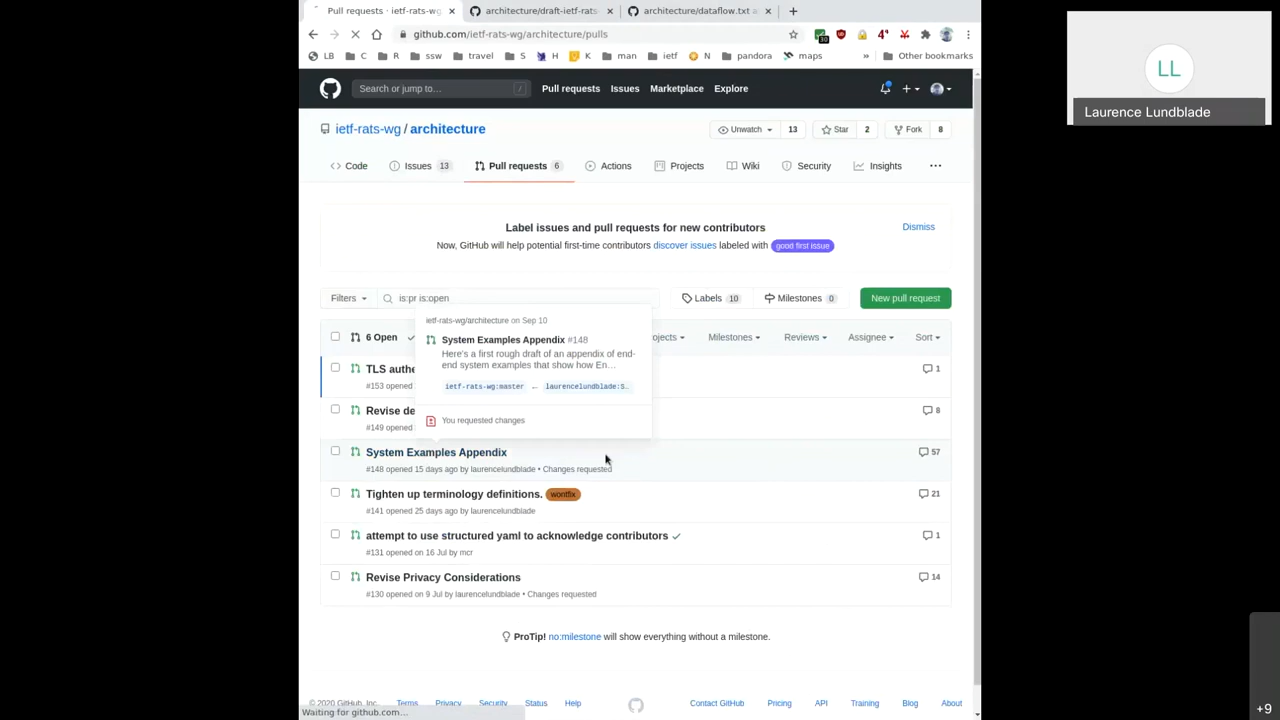 Pull requests · ietf-rats-w
architecture/draft-ietf-rats-
architecture/dataflow.txt a
github.com/ietf-rats-wg/architecture/pulls
LB
C
R
ssw
travel
S
H
K
man
ietf
N
pandora
maps
»
Other bookmarks
Search or jump to…
/
Pull requests
Issues
Marketplace
Explore
LL
Laurence Lundblade
ietf-rats-wg / architecture
Unwatch
13
Star
2
Fork
8
Code
Issues 13
Pull requests 6
Actions
Projects
Wiki
Security
Insights
Label issues and pull requests for new contributors
Dismiss
Now, GitHub will help potential first-time contributors discover issues labeled with good first issue
Filters
is:pr is:open
Labels 10
Milestones 0
New pull request
ietf-rats-wg/architecture on Sep 10
6 Open
System Examples Appendix #148
Here's a first rough draft of an appendix of end-
end system examples that show how En…
ietf-rats-wg:master ← laurencelundblade:S…
You requested changes
ojects
Milestones
Reviews
Assignee
Sort
TLS authe
#153 opened
1
Revise de
#149 opened
8
System Examples Appendix
57
#148 opened 15 days ago by laurencelundblade • Changes requested
Tighten up terminology definitions. wontfix
21
#141 opened 25 days ago by laurencelundblade
attempt to use structured yaml to acknowledge contributors
1
#131 opened on 16 Jul by mcr
Revise Privacy Considerations
14
#130 opened on 9 Jul by laurencelundblade • Changes requested
ProTip! no:milestone will show everything without a milestone.
© 2020 GitHub, Inc.
Terms
Privacy
Security
Status
Help
Contact GitHub
Pricing
API
Training
Blog
About
Waiting for github.com…
+9